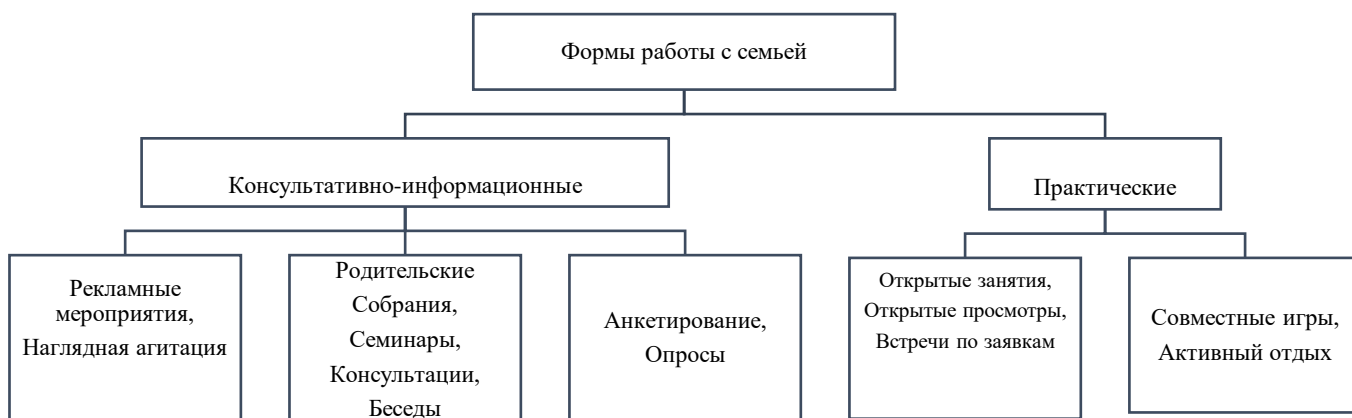 Формы работы с семьей
Консультативно-информационные
Практические
Рекламные
мероприятия,
Наглядная агитация
Родительские
Собрания,
Семинары,
Консультации,
Беседы
Анкетирование,
Опросы
Открытые занятия,
Открытые просмотры,
Встречи по заявкам
Совместные игры,
Активный отдых